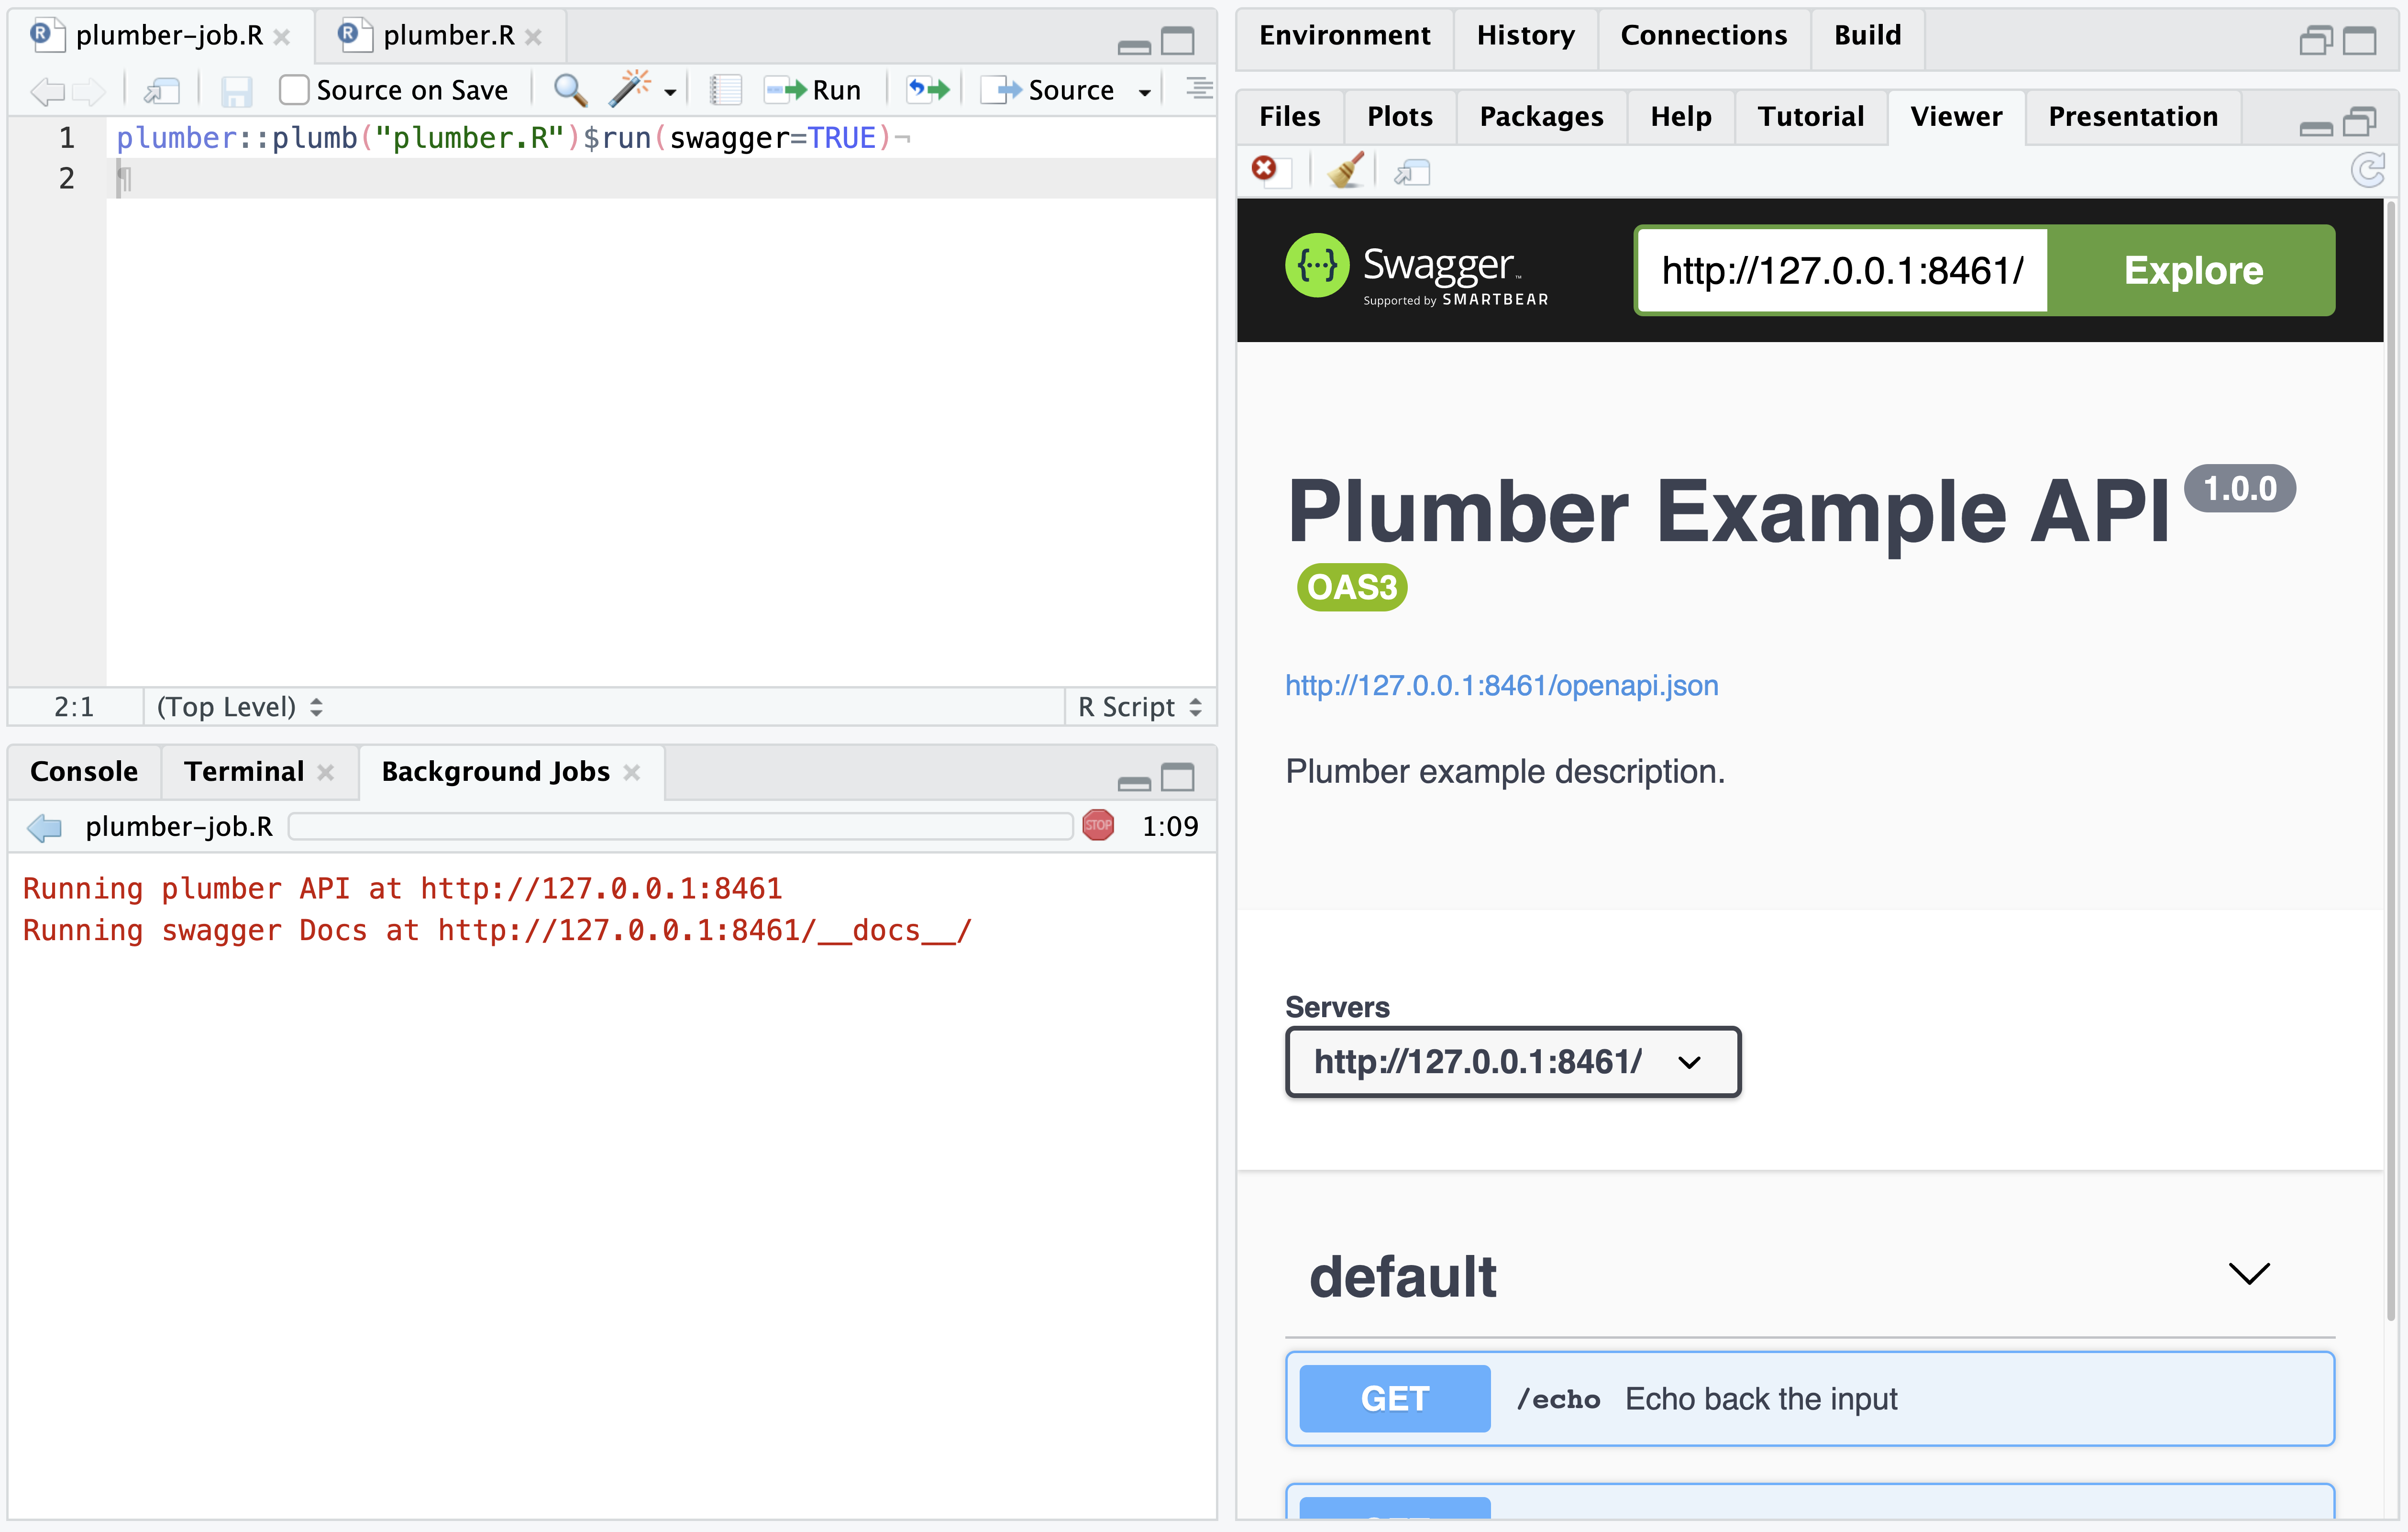 plumber-job.R
plumber.R
Source on Save
Run
Source
1 plumber::plumb("plumber.R")$run(swagger=TRUE)¬
2 ¶
2:1
(Top Level)
R Script
Console
Terminal
Background Jobs
plumber-job.R
STOP
1:09
Running plumber API at http://127.0.0.1:8461
Running swagger Docs at http://127.0.0.1:8461/__docs__/
Environment
History
Connections
Build
Files
Plots
Packages
Help
Tutorial
Viewer
Presentation
{...} Swagger™
Supported by SMARTBEAR
http://127.0.0.1:8461/
Explore
Plumber Example API 1.0.0
OAS3
http://127.0.0.1:8461/openapi.json
Plumber example description.
Servers
http://127.0.0.1:8461/
default
GET /echo Echo back the input